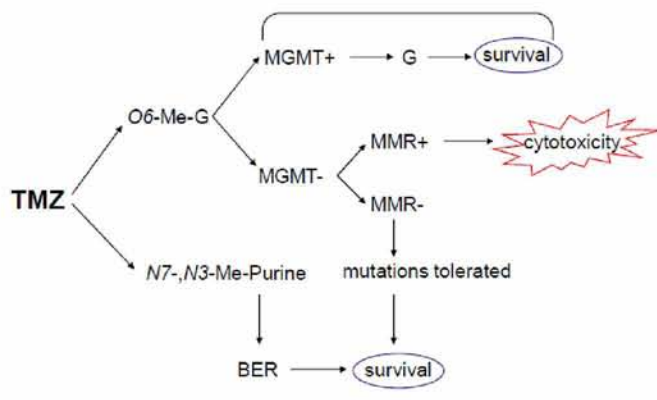 MGMT+ G survival
O6-Me-G
MMR+ cytotoxicity
MGMT-
TMZ
MMR-
N7-,N3-Me-Purine mutations tolerated
BER survival